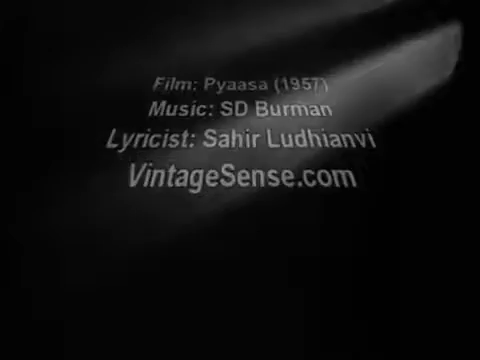 Film: Pyaasa (1957)
Music: SD Burman
Lyricist: Sahir Ludhianvi
VintageSense.com